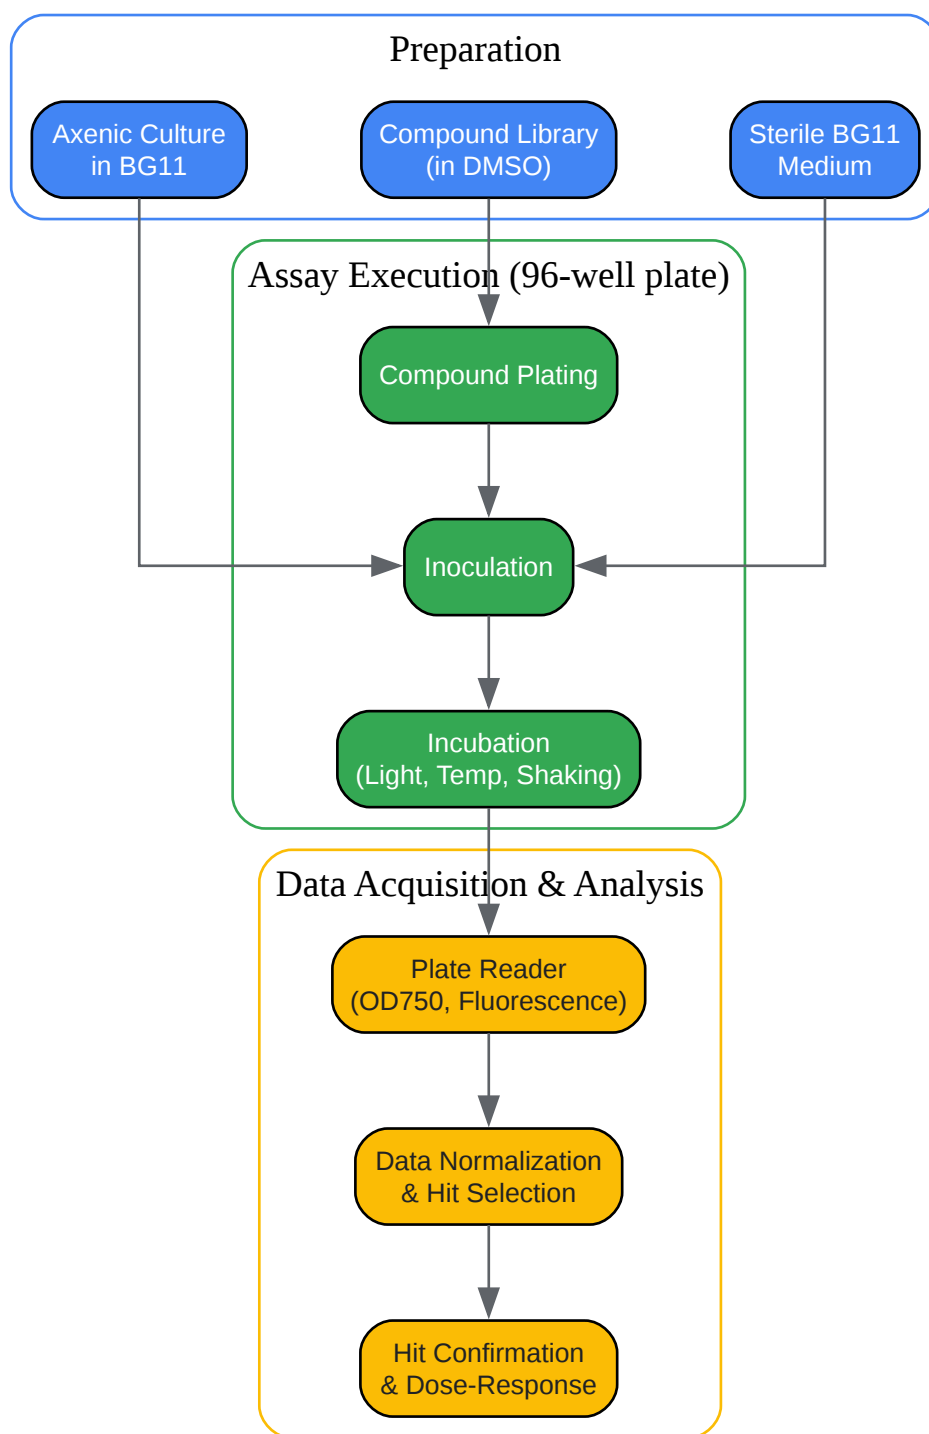 Preparation
Axenic Culture
in BG11
Compound Library
(in DMSO)
Sterile BG11
Medium
Assay Execution (96-well plate)
Compound Plating
Inoculation
Incubation
(Light, Temp, Shaking)
Data Acquisition & Analysis
Plate Reader
(OD750, Fluorescence)
Data Normalization
& Hit Selection
Hit Confirmation
& Dose-Response